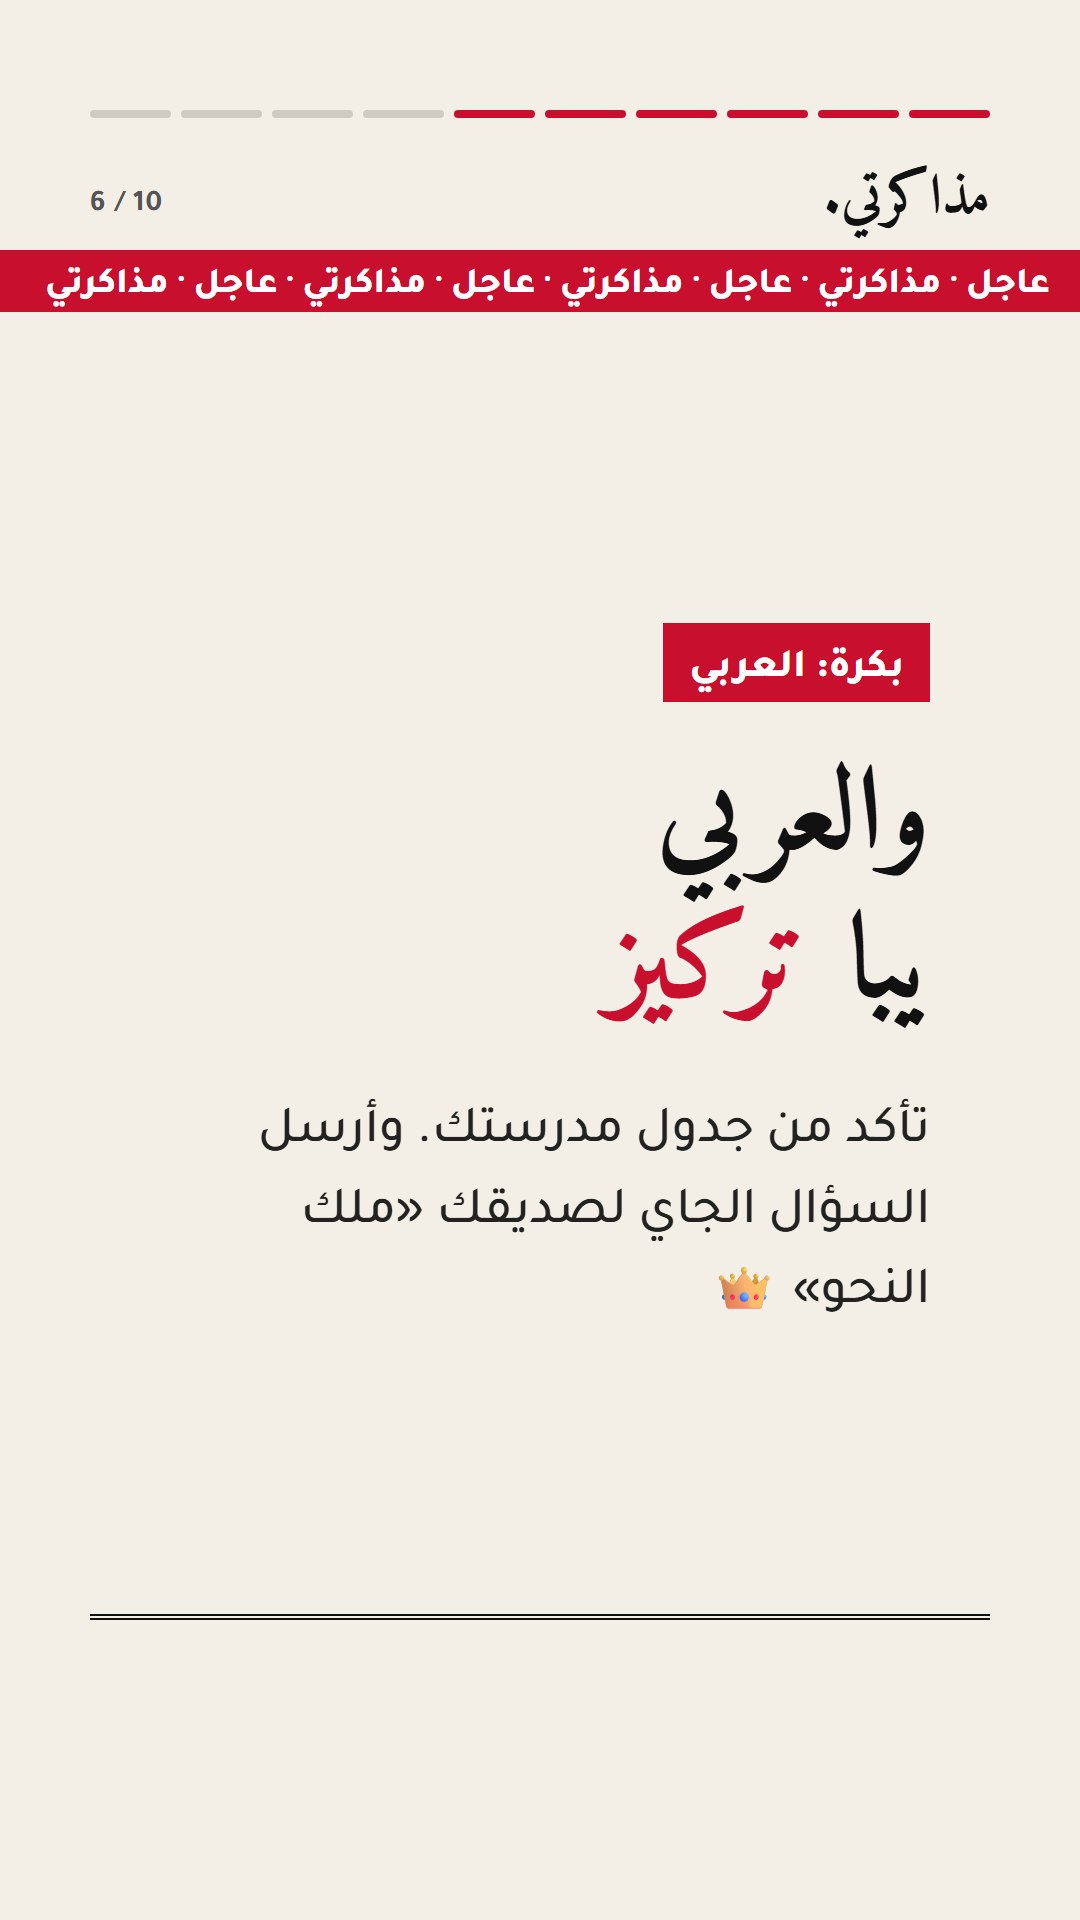 مذاكرتي.
6 / 10
عاجل · مذاكرتي · عاجل · مذاكرتي · عاجل · مذاكرتي · عاجل · مذاكرتي
بكرة: العربي
والعربي
يبا تركيز
تأكد من جدول مدرستك. وأرسل
السؤال الجاي لصديقك «ملك
النحو» 👑